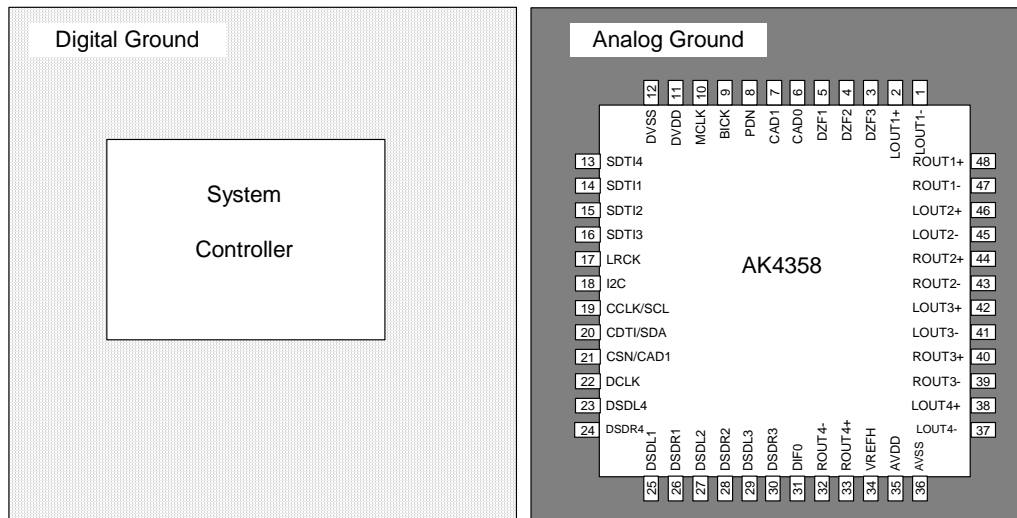 Digital Ground
System
Controller
Analog Ground
12 11 10 9 8 7 6 5 4 3 2 1
DVSS DVDD MCLK BICK PDN CAD1 CAD0 DZF1 DZF2 DZF3 LOUT1+ LOUT1-
13 SDTI4
14 SDTI1
15 SDTI2
16 SDTI3
17 LRCK
18 I2C
19 CCLK/SCL
20 CDTI/SDA
21 CSN/CAD1
22 DCLK
23 DSDL4
24 DSDR4
AK4358
ROUT1+ 48
ROUT1- 47
LOUT2+ 46
LOUT2- 45
ROUT2+ 44
ROUT2- 43
LOUT3+ 42
LOUT3- 41
ROUT3+ 40
ROUT3- 39
LOUT4+ 38
LOUT4- 37
DSDL1 DSDR1 DSDL2 DSDR2 DSDL3 DSDR3 DIF0 ROUT4- ROUT4+ VREFH AVDD AVSS
25 26 27 28 29 30 31 32 33 34 35 36